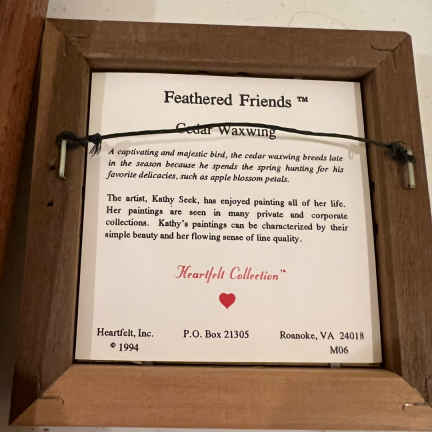 Feathered Friends ™
Cedar Waxwing
A captivating and majestic bird, the cedar waxwing breeds late
in the season because he spends the spring hunting for his
favorite delicacies, such as apple blossom petals.
The artist, Kathy Seek, has enjoyed painting all of her life.
Her paintings are seen in many private and corporate
collections. Kathy's paintings can be characterized by their
simple beauty and her flowing sense of line quality.
Heartfelt Collection™
Heartfelt, Inc. P.O. Box 21305 Roanoke, VA 24018
© 1994 M06